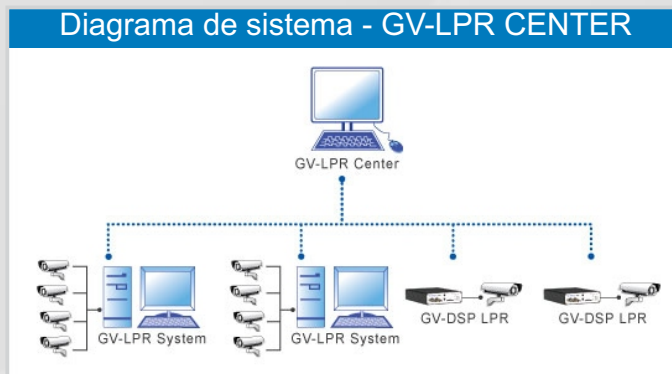 Diagrama de sistema - GV-LPR CENTER
GV-LPR Center
GV-LPR System
GV-LPR System
GV-DSP LPR
GV-DSP LPR